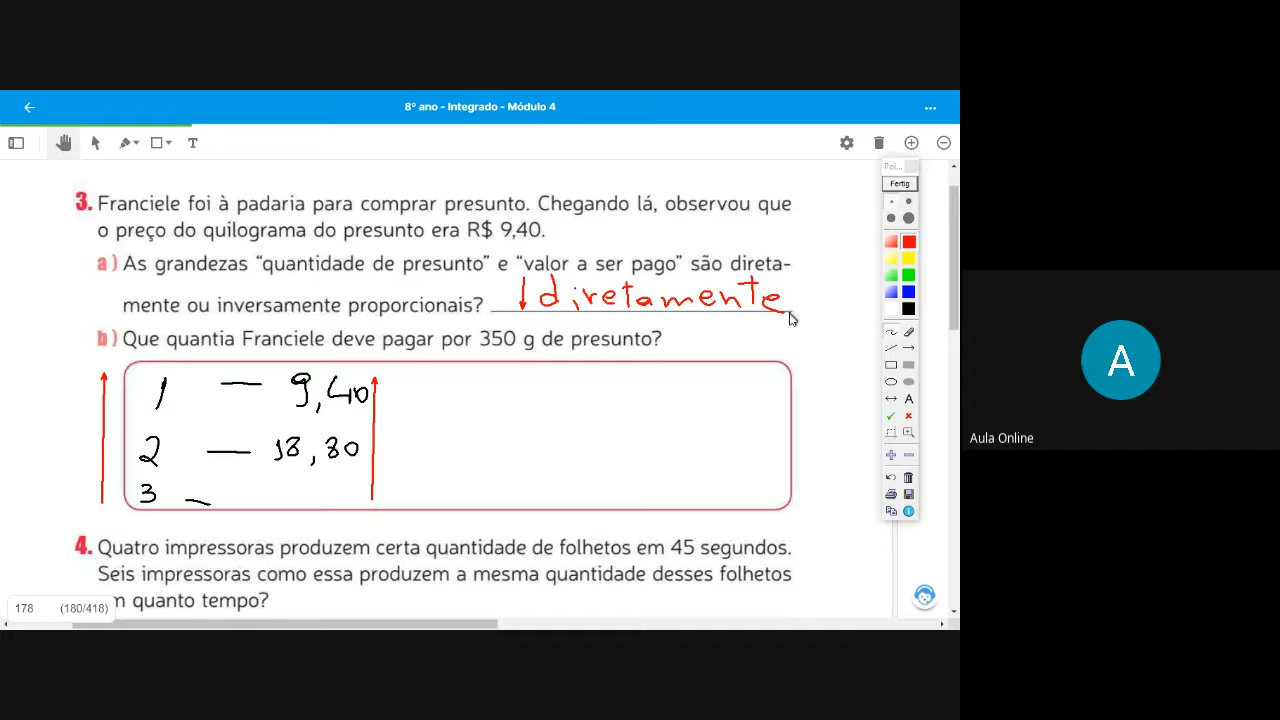 8º ano - Integrado - Módulo 4
T
Poi...
Fertig
3. Franciele foi à padaria para comprar presunto. Chegando lá, observou que
o preço do quilograma do presunto era R$ 9,40.
a) As grandezas “quantidade de presunto” e “valor a ser pago” são direta-
mente ou inversamente proporcionais? diretamente
b) Que quantia Franciele deve pagar por 350 g de presunto?
1 — 9,40
2 — 18,80
3 —
4. Quatro impressoras produzem certa quantidade de folhetos em 45 segundos.
Seis impressoras como essa produzem a mesma quantidade desses folhetos
m quanto tempo?
178 (180/418)
A
A
Aula Online